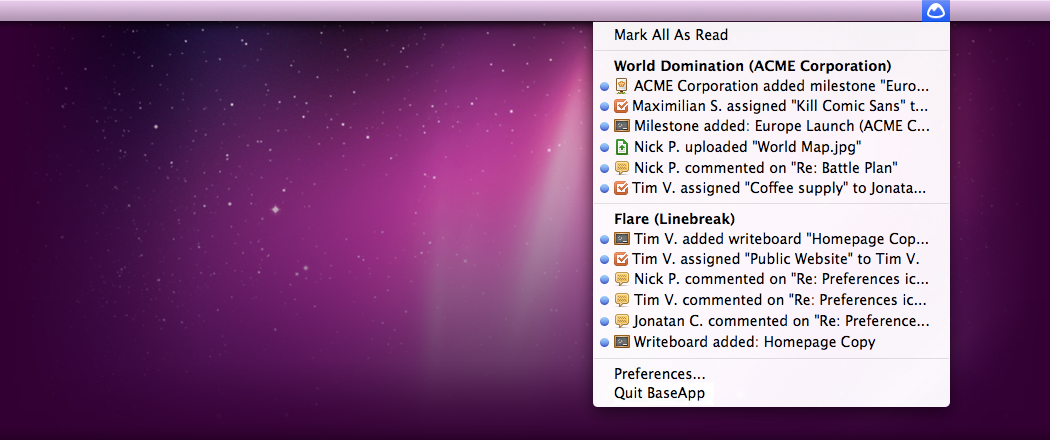 Mark All As Read
World Domination (ACME Corporation)
ACME Corporation added milestone "Euro...
Maximilian S. assigned "Kill Comic Sans" t...
Milestone added: Europe Launch (ACME C...
Nick P. uploaded "World Map.jpg"
Nick P. commented on "Re: Battle Plan"
Tim V. assigned "Coffee supply" to Jonata...
Flare (Linebreak)
Tim V. added writeboard "Homepage Cop...
Tim V. assigned "Public Website" to Tim V.
Nick P. commented on "Re: Preferences ic...
Tim V. commented on "Re: Preferences ic...
Jonatan C. commented on "Re: Preference...
Writeboard added: Homepage Copy
Preferences...
Quit BaseApp